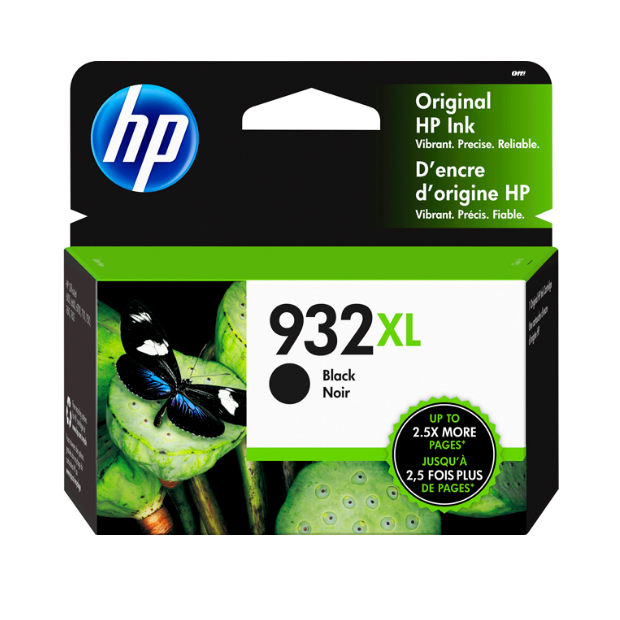 Original
HP Ink
Vibrant. Precise. Reliable.
D'encre
d'origine HP
Vibrant. Précis. Fiable.
hp
932XL
Black
Noir
UP TO
2.5X MORE
PAGES*
JUSQU'À
2,5 FOIS PLUS
DE PAGES*